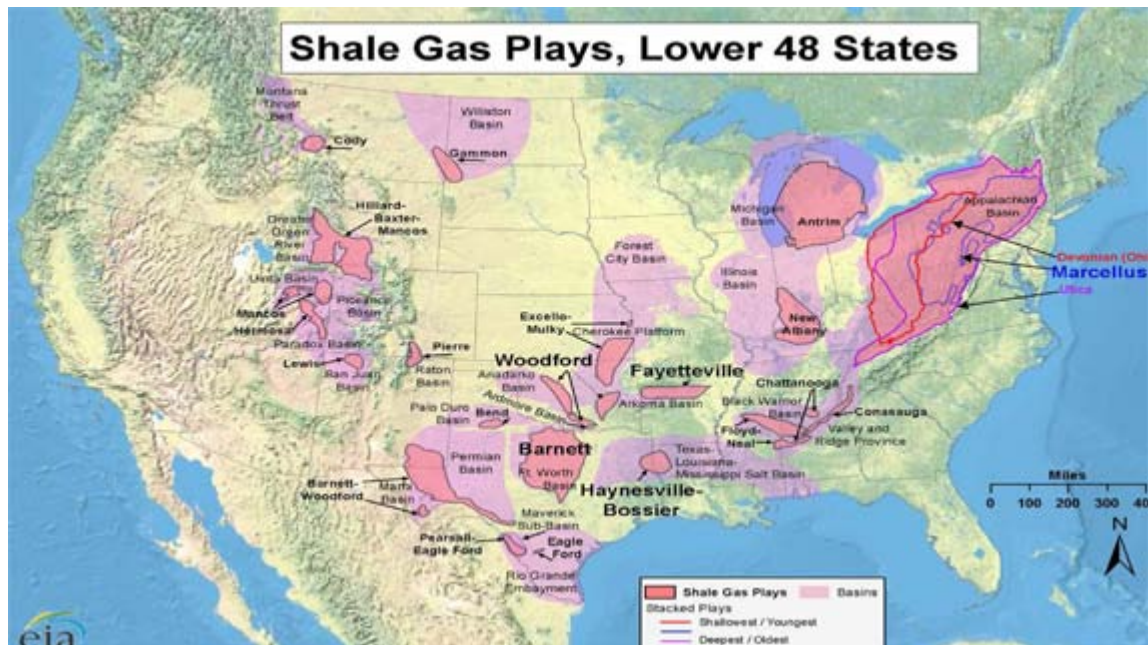 Shale Gas Plays, Lower 48 States
Montana
Thrust
Belt
Cody
Williston
Basin
Gammon
Hilliard-
Baxter-
Mancos
Greater
Green
River
Basin
Uinta Basin
Piceance
Basin
Mancos
Hermosa
Paradox Basin
Lewis
San Juan
Basin
Pierre
Raton
Basin
Forest
City Basin
Excello-
Mulky
Cherokee Platform
Woodford
Anadarko
Basin
Ardmore Basin
Fayetteville
Arkoma Basin
Palo Duro
Basin
Bend
Michigan
Basin
Antrim
Illinois
Basin
New
Albany
Appalachian
Basin
Devonian (Ohi
Marcellus
Utica
Chattanooga
Black Warrior
Basin
Conasauga
Floyd-
Neal
Valley and
Ridge Province
Permian
Basin
Barnett
Ft. Worth
Basin
Texas-
Louisiana-
Mississippi Salt Basin
Haynesville-
Bossier
Barnett-
Woodford
Marfa
Basin
Maverick
Sub-Basin
Pearsall-
Eagle Ford
Eagle
Ford
Rio Grande
Embayment
Miles
0 100 200 300 40
N
Shale Gas Plays
Basins
Stacked Plays
Shallowest / Youngest
Deepest / Oldest
eia